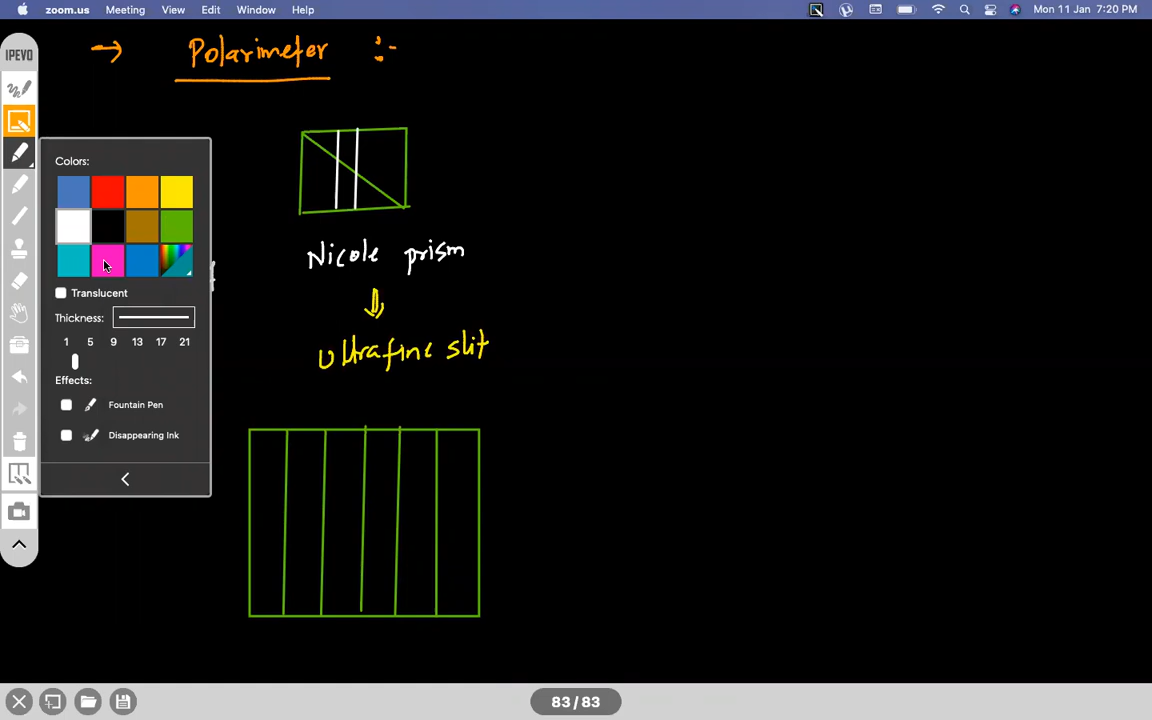 zoom.us Meeting View Edit Window Help Mon 11 Jan 7:20 PM
IPEVO
→ Polarimeter :-
Colors:
Translucent
Thickness:
1 5 9 13 17 21
Effects:
Fountain Pen
Disappearing Ink
Nicole prism
⇓
Ultrafine slit
83/83